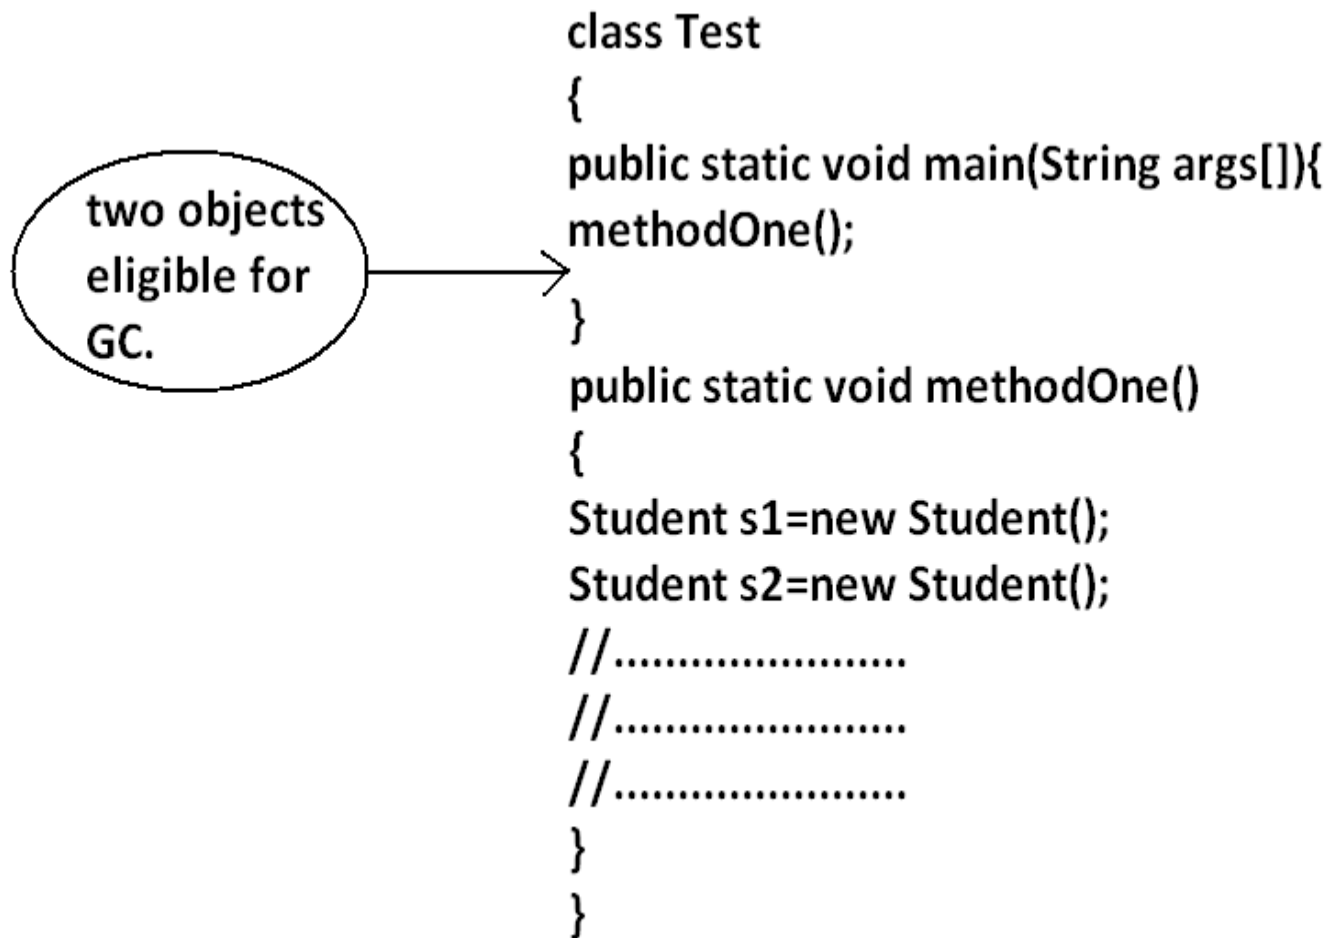 class Test
{
public static void main(String args[]){
methodOne();
}
public static void methodOne()
{
Student s1=new Student();
Student s2=new Student();
//.......................
//.......................
//.......................
}
}
two objects
eligible for
GC.